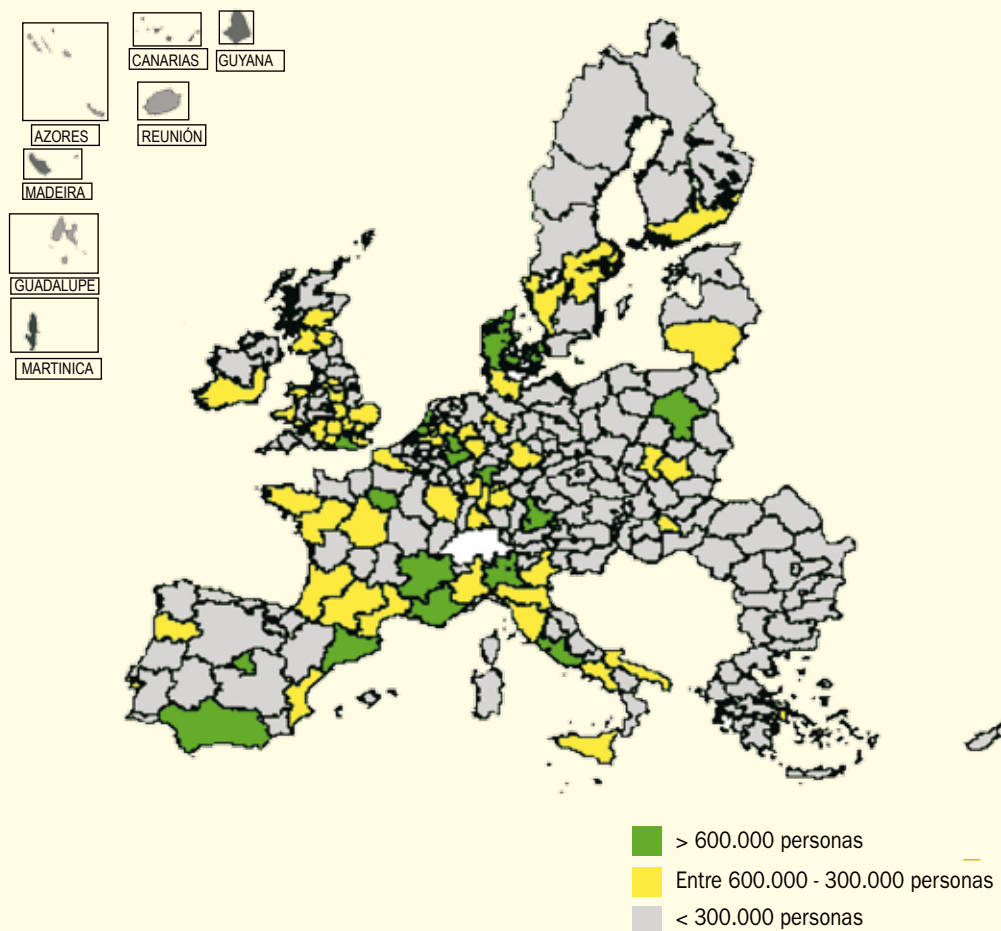 CANARIAS
GUYANA
AZORES
REUNIÓN
MADEIRA
GUADALUPE
MARTINICA
> 600.000 personas
Entre 600.000 - 300.000 personas
< 300.000 personas